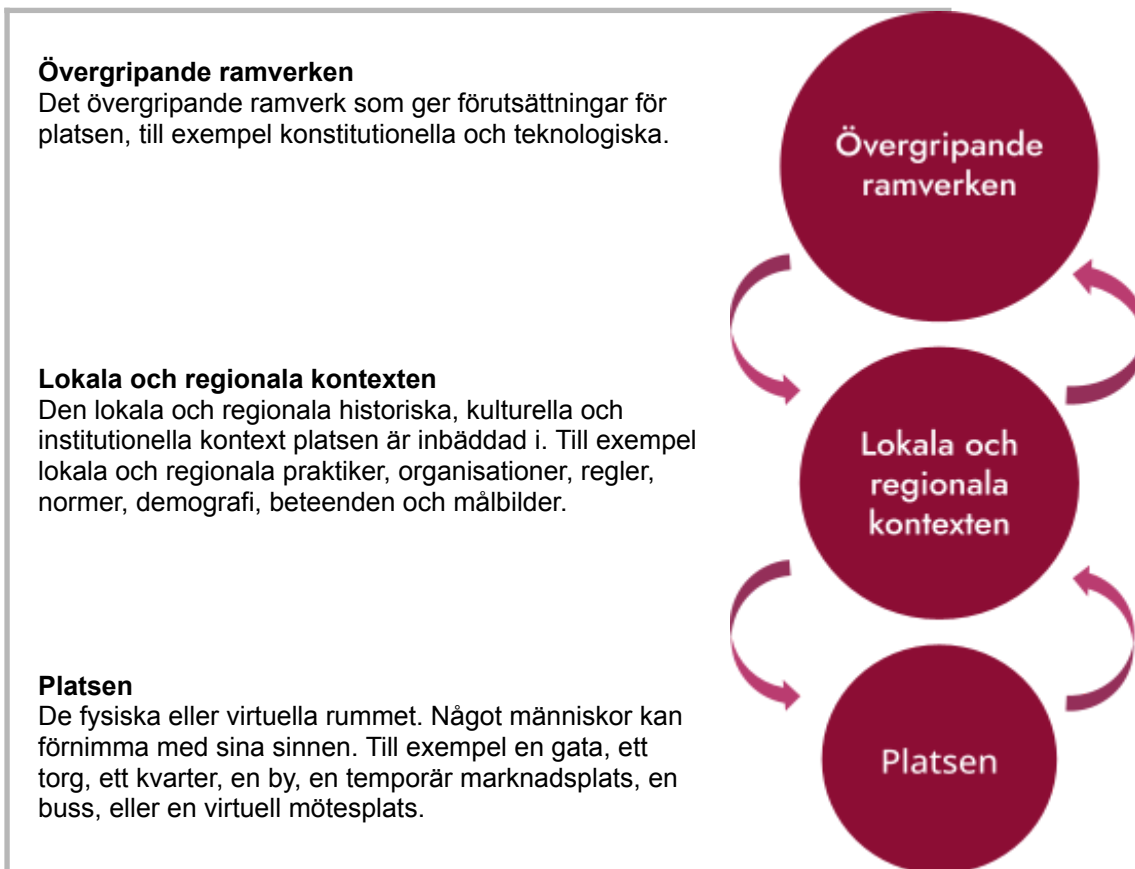 Övergripande ramverken
Det övergripande ramverk som ger förutsättningar för
platsen, till exempel konstitutionella och teknologiska.
Övergripande
ramverken
Lokala och regionala kontexten
Den lokala och regionala historiska, kulturella och
institutionella kontext platsen är inbäddad i. Till exempel
lokala och regionala praktiker, organisationer, regler,
normer, demografi, beteenden och målbilder.
Lokala och
regionala
kontexten
Platsen
De fysiska eller virtuella rummet. Något människor kan
förnimma med sina sinnen. Till exempel en gata, ett
torg, ett kvarter, en by, en temporär marknadsplats, en
buss, eller en virtuell mötesplats.
Platsen